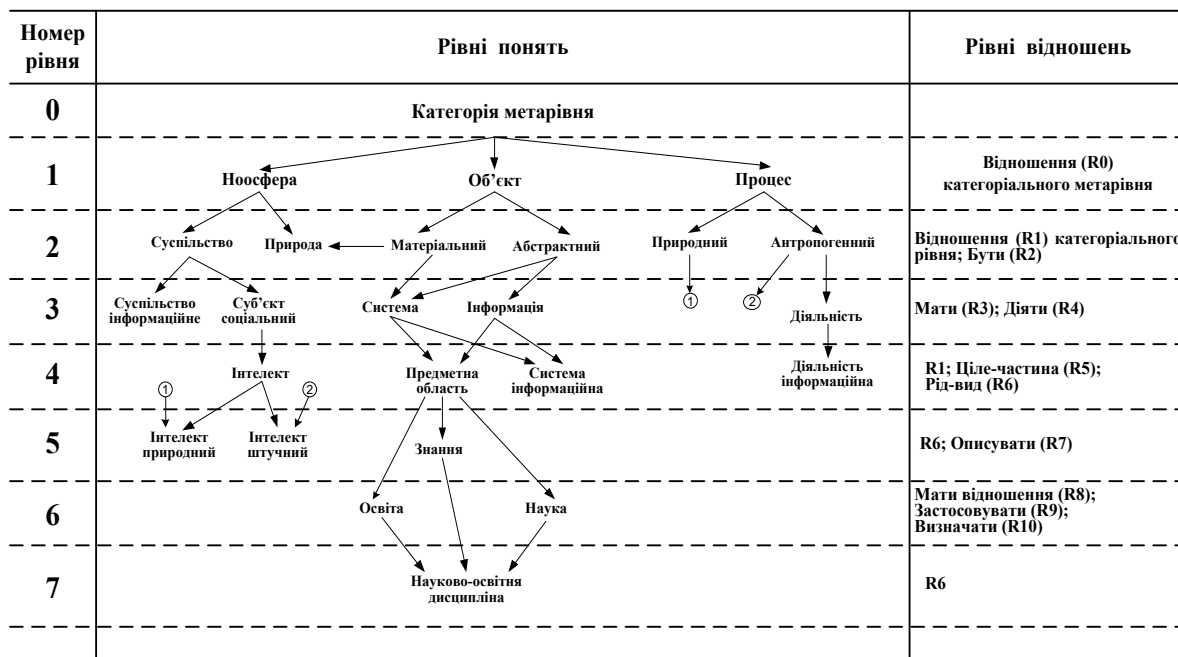 Номер
рівня
Рівні понять
Рівні відношень
0
Категорія метарівня
1
Ноосфера
Об’єкт
Процес
Відношення (R0)
категоріального метарівня
2
Суспільство
Природа
Матеріальний
Абстрактний
Природний
Антропогенний
Відношення (R1) категоріального
рівня; Бути (R2)
3
Суспільство
інформаційне
Суб’єкт
соціальний
Система
Інформація
1
2
Діяльність
Мати (R3); Діяти (R4)
4
1
Інтелект
2
Предметна
область
Система
інформаційна
Діяльність
інформаційна
R1; Ціле-частина (R5);
Рід-вид (R6)
5
Інтелект
природний
Інтелект
штучний
Знання
R6; Описувати (R7)
6
Освіта
Наука
Мати відношення (R8);
Застосовувати (R9);
Визначати (R10)
7
Науково-освітня
дисципліна
R6